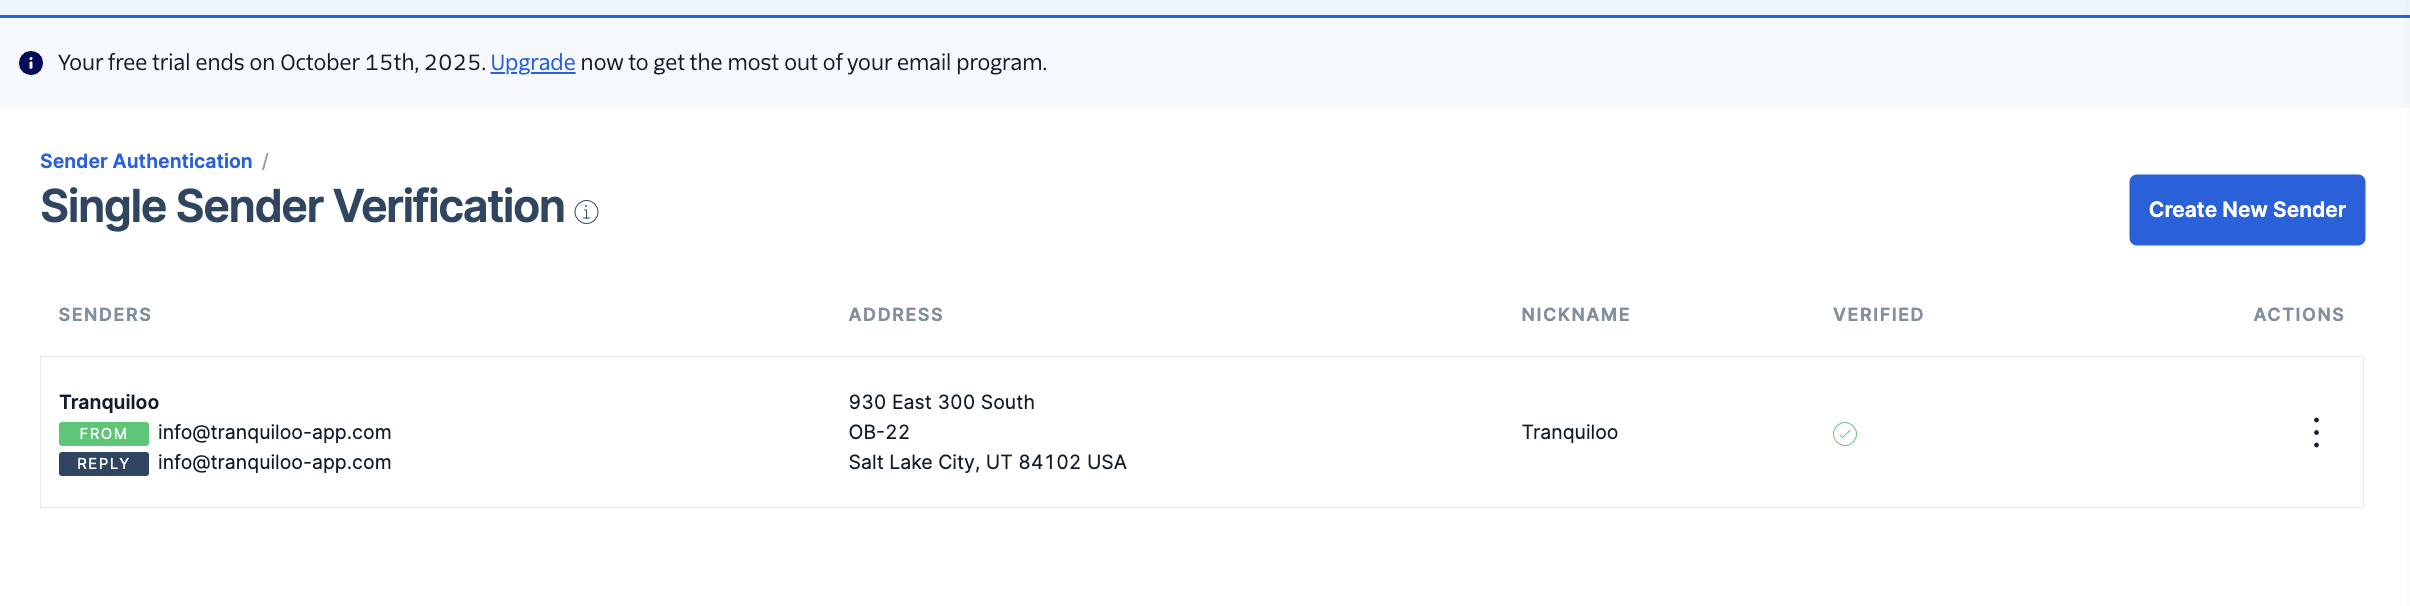 Your free trial ends on October 15th, 2025. Upgrade now to get the most out of your email program.
Sender Authentication /
Single Sender Verification
Create New Sender
SENDERS ADDRESS NICKNAME VERIFIED ACTIONS
Tranquiloo
FROM info@tranquiloo-app.com
REPLY info@tranquiloo-app.com
930 East 300 South
OB-22
Salt Lake City, UT 84102 USA
Tranquiloo